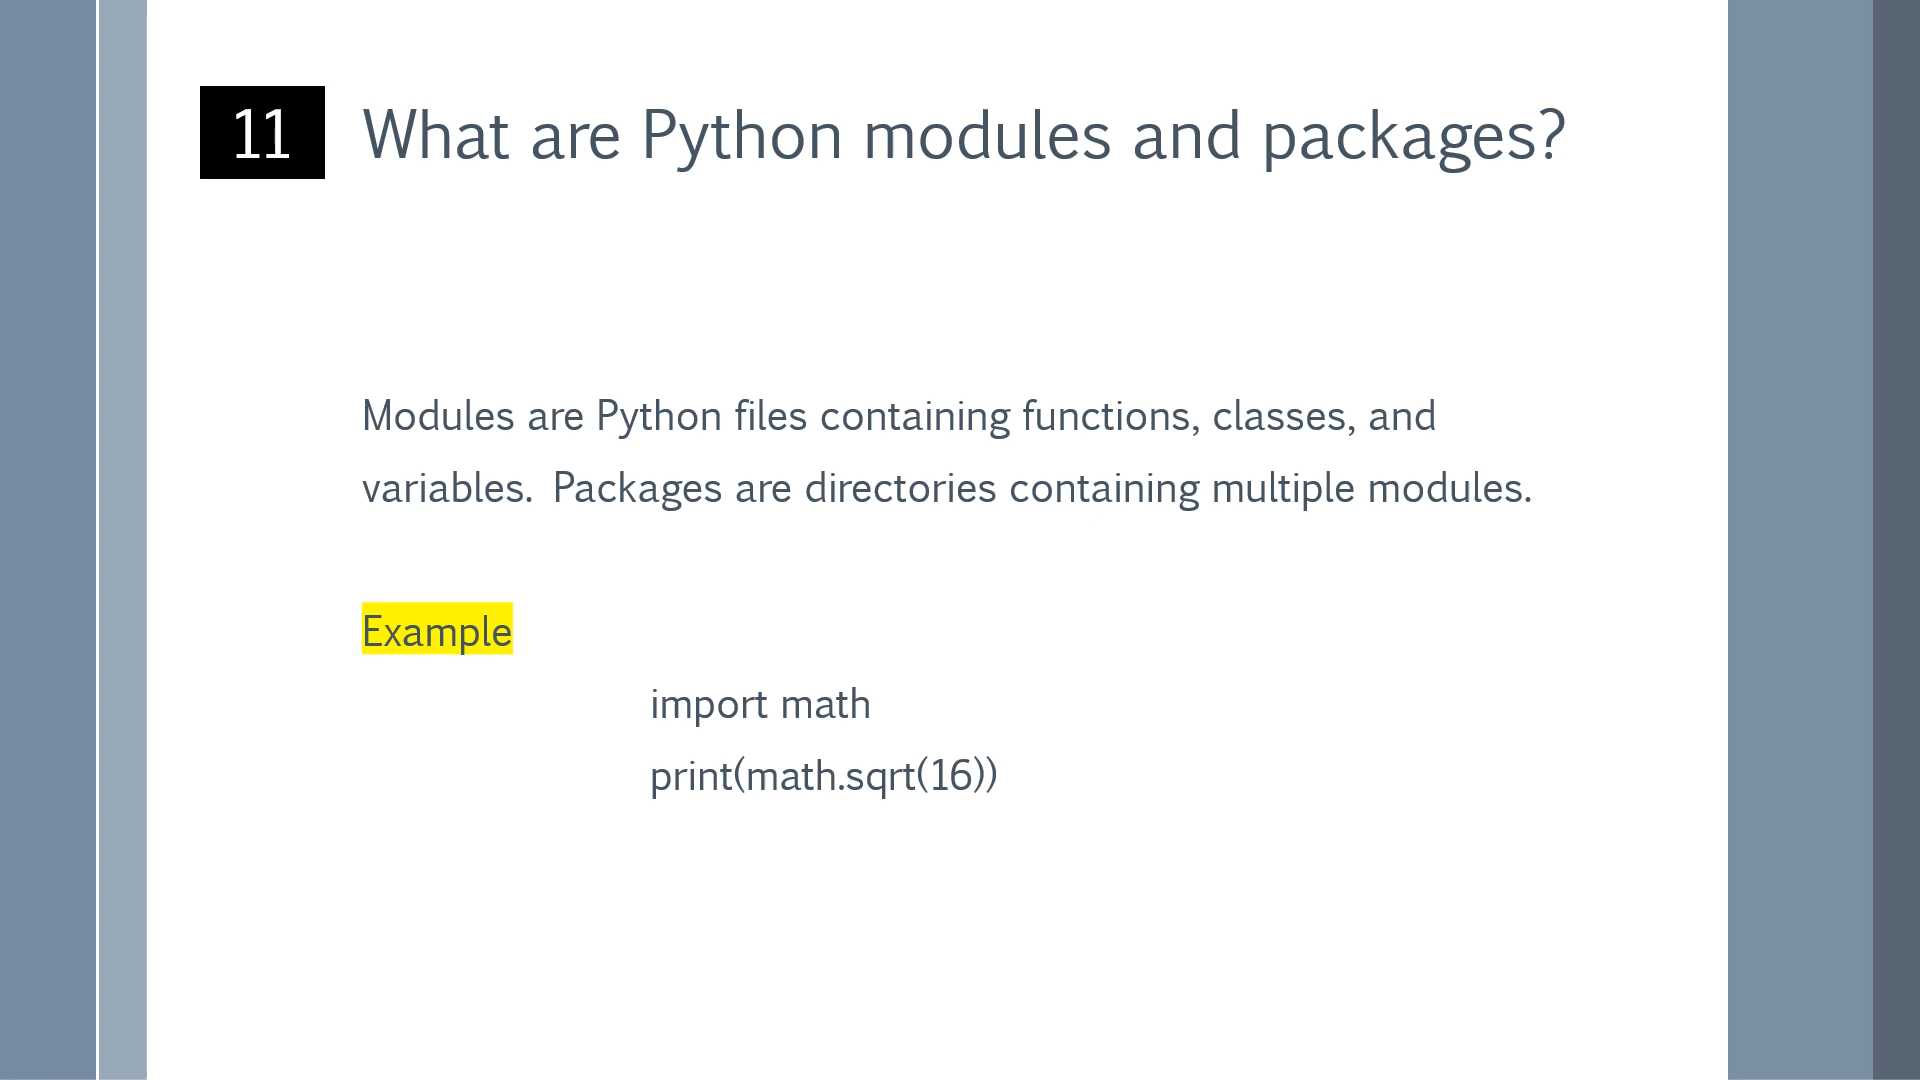 11 What are Python modules and packages?
Modules are Python files containing functions, classes, and
variables. Packages are directories containing multiple modules.
Example
import math
print(math.sqrt(16))